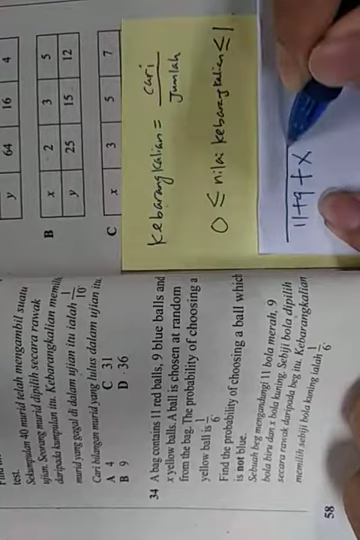 test.
Sekumpulan 40 murid telah mengambil suatu
ujian. Seorang murid dipilih secara rawak
daripada kumpulan itu. Kebarangkalian memilih
murid yang gagal di dalam ujian itu ialah 1/10.
Cari bilangan murid yang lulus dalam ujian itu.
A 4 C 31
B 9 D 36
34 A bag contains 11 red balls, 9 blue balls and
x yellow balls. A ball is chosen at random
from the bag. The probability of choosing a
yellow ball is 1/6.
Find the probability of choosing a ball which
is not blue.
Sebuah beg mengandungi 11 bola merah, 9
bola biru dan x bola kuning. Sebiji bola dipilih
secara rawak daripada beg itu. Kebarangkalian
memilih sebiji bola kuning ialah 1/6.
58
y 64 16 4
B
x 2 3 5
y 25 15 12
C
x 3 5 7
Kebarangkalian = cari
Jumlah
0 ≤ nilai kebarangkalian ≤ 1
11+9+x